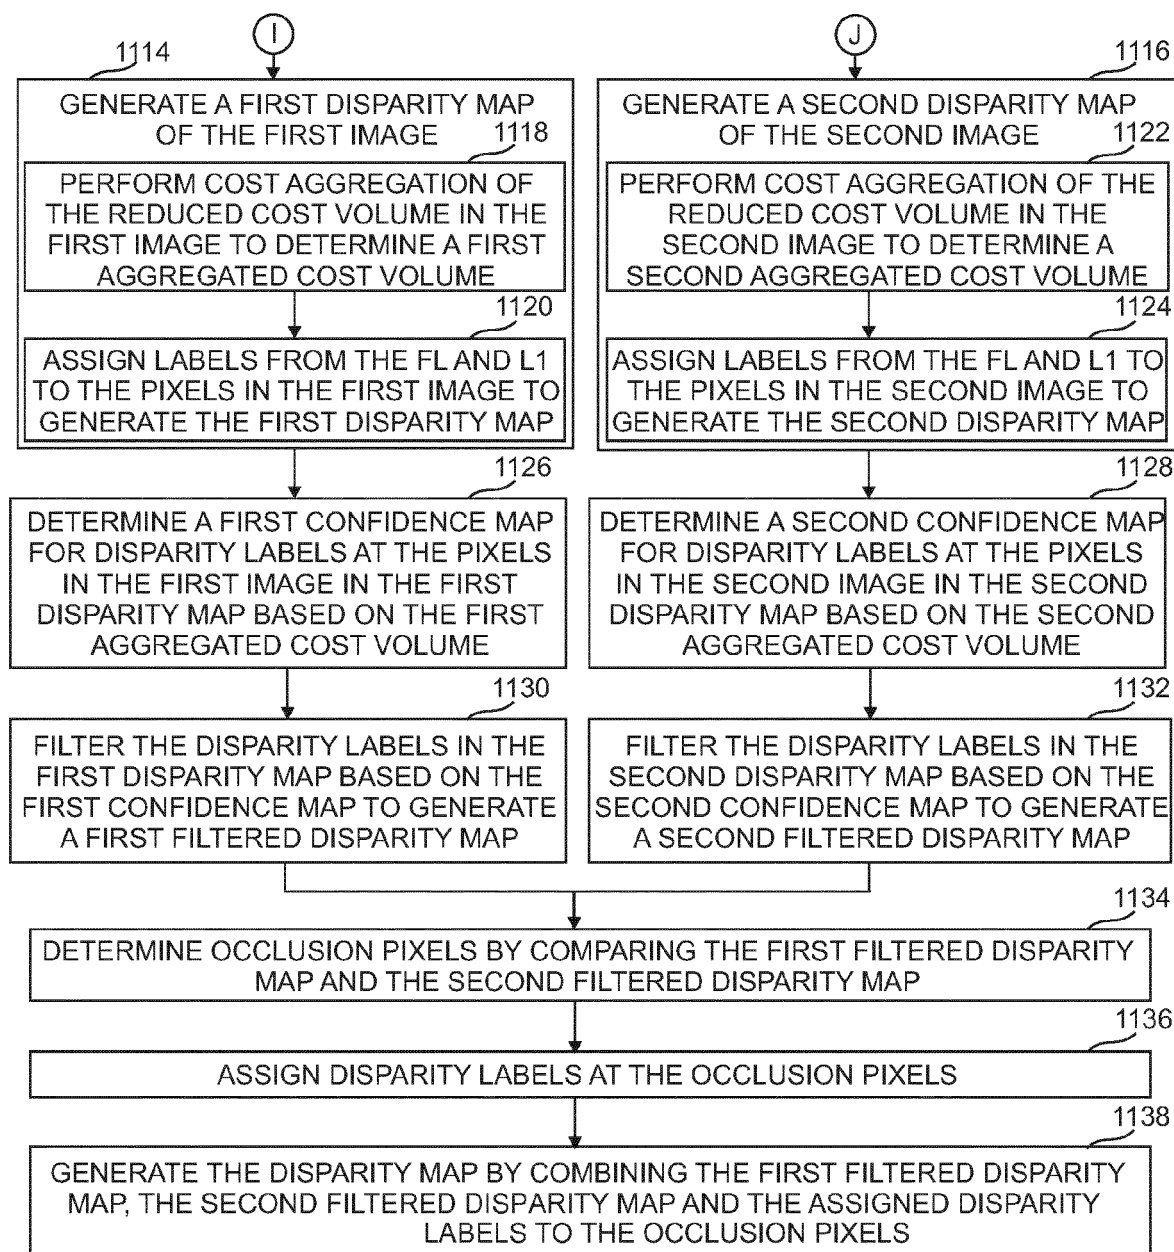 I
J
1114
1116
GENERATE A FIRST DISPARITY MAP
OF THE FIRST IMAGE
1118
PERFORM COST AGGREGATION OF
THE REDUCED COST VOLUME IN THE
FIRST IMAGE TO DETERMINE A FIRST
AGGREGATED COST VOLUME
1120
ASSIGN LABELS FROM THE FL AND L1
TO THE PIXELS IN THE FIRST IMAGE TO
GENERATE THE FIRST DISPARITY MAP
GENERATE A SECOND DISPARITY MAP
OF THE SECOND IMAGE
1122
PERFORM COST AGGREGATION OF THE
REDUCED COST VOLUME IN THE
SECOND IMAGE TO DETERMINE A
SECOND AGGREGATED COST VOLUME
1124
ASSIGN LABELS FROM THE FL AND L1 TO
THE PIXELS IN THE SECOND IMAGE TO
GENERATE THE SECOND DISPARITY MAP
1126
DETERMINE A FIRST CONFIDENCE MAP
FOR DISPARITY LABELS AT THE PIXELS
IN THE FIRST IMAGE IN THE FIRST
DISPARITY MAP BASED ON THE FIRST
AGGREGATED COST VOLUME
1128
DETERMINE A SECOND CONFIDENCE MAP
FOR DISPARITY LABELS AT THE PIXELS
IN THE SECOND IMAGE IN THE SECOND
DISPARITY MAP BASED ON THE SECOND
AGGREGATED COST VOLUME
1130
FILTER THE DISPARITY LABELS IN THE
FIRST DISPARITY MAP BASED ON THE
FIRST CONFIDENCE MAP TO GENERATE
A FIRST FILTERED DISPARITY MAP
1132
FILTER THE DISPARITY LABELS IN THE
SECOND DISPARITY MAP BASED ON THE
SECOND CONFIDENCE MAP TO GENERATE
A SECOND FILTERED DISPARITY MAP
1134
DETERMINE OCCLUSION PIXELS BY COMPARING THE FIRST FILTERED DISPARITY
MAP AND THE SECOND FILTERED DISPARITY MAP
1136
ASSIGN DISPARITY LABELS AT THE OCCLUSION PIXELS
1138
GENERATE THE DISPARITY MAP BY COMBINING THE FIRST FILTERED DISPARITY
MAP, THE SECOND FILTERED DISPARITY MAP AND THE ASSIGNED DISPARITY
LABELS TO THE OCCLUSION PIXELS